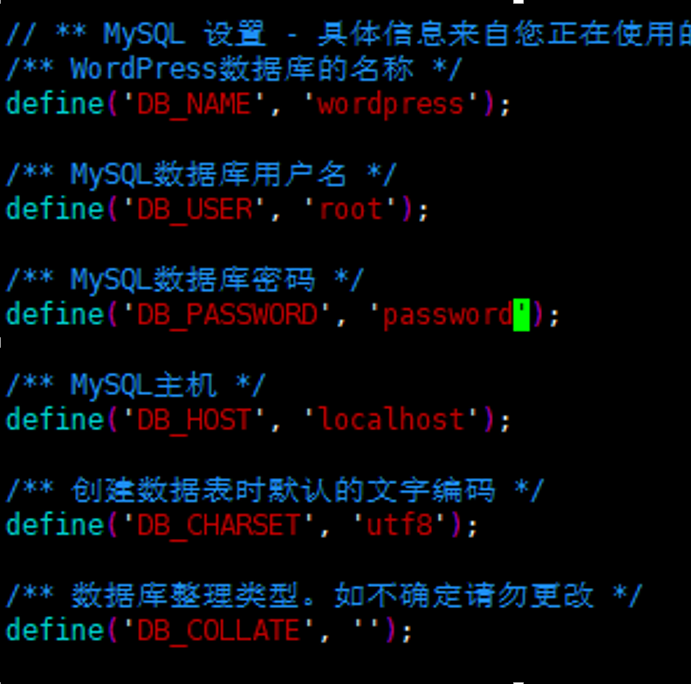 // ** MySQL 设置 - 具体信息来自您正在使用的
/** WordPress数据库的名称 */
define('DB_NAME', 'wordpress');
/** MySQL数据库用户名 */
define('DB_USER', 'root');
/** MySQL数据库密码 */
define('DB_PASSWORD', 'password');
/** MySQL主机 */
define('DB_HOST', 'localhost');
/** 创建数据表时默认的文字编码 */
define('DB_CHARSET', 'utf8');
/** 数据库整理类型。如不确定请勿更改 */
define('DB_COLLATE', '');